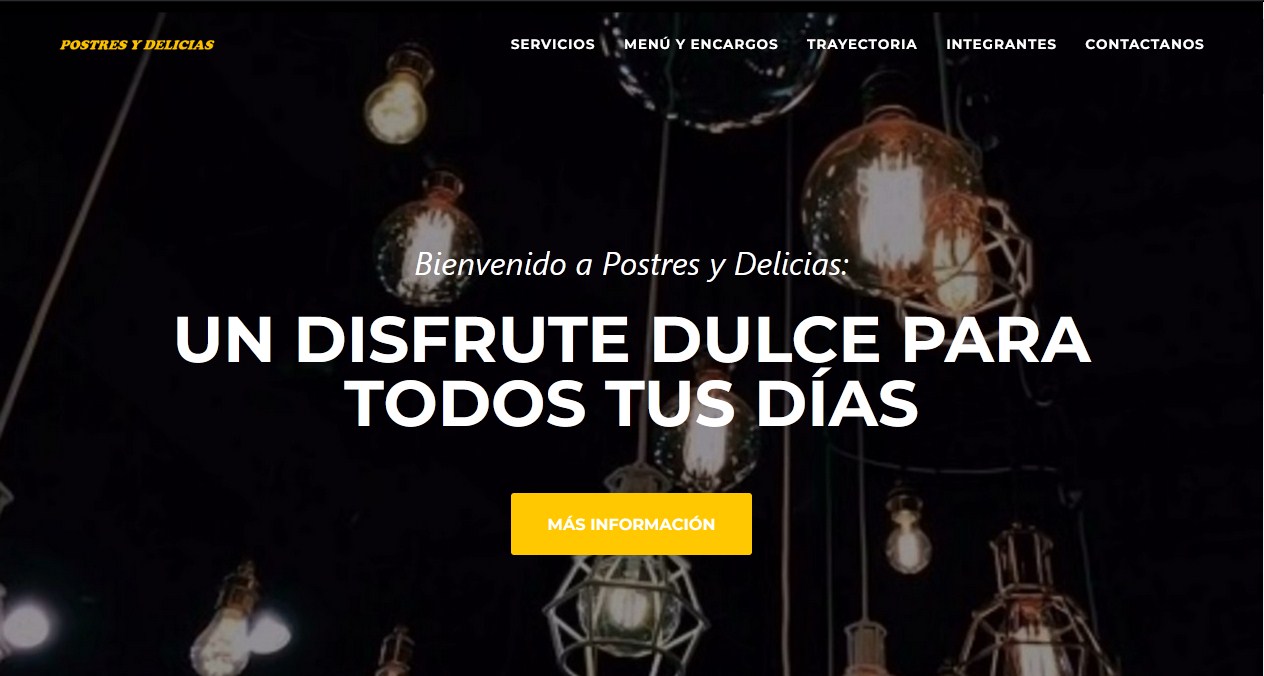 POSTRES Y DELICIAS
SERVICIOS MENÚ Y ENCARGOS TRAYECTORIA INTEGRANTES CONTACTANOS
Bienvenido a Postres y Delicias:
UN DISFRUTE DULCE PARA
TODOS TUS DÍAS
MÁS INFORMACIÓN